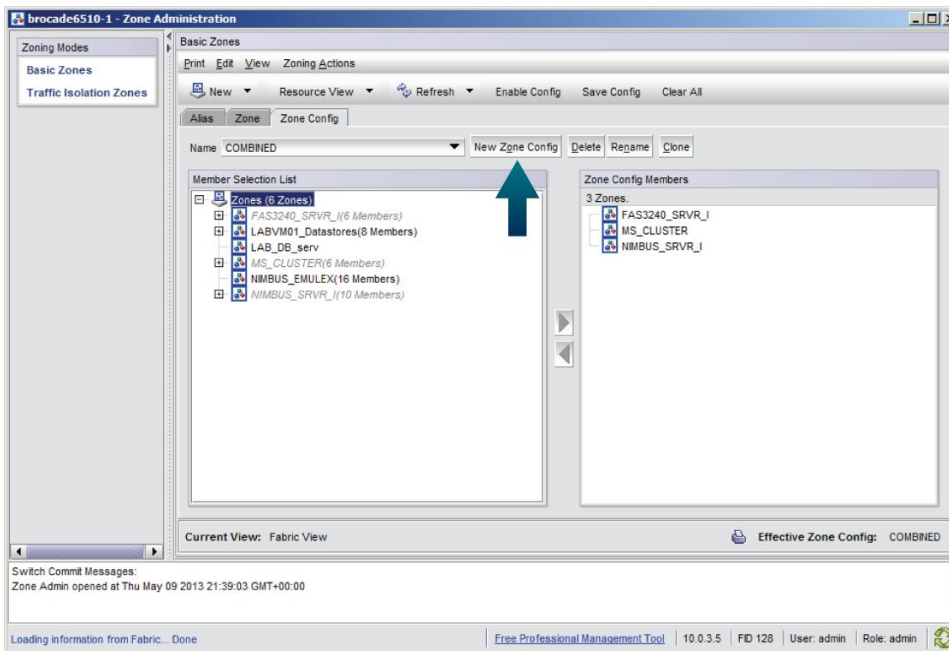 brocade6510-1 - Zone Administration
Zoning Modes
Basic Zones
Traffic Isolation Zones
Basic Zones
Print Edit View Zoning Actions
New Resource View Refresh Enable Config Save Config Clear All
Alias Zone Zone Config
Name COMBINED New Zone Config Delete Rename Clone
Member Selection List
Zones (6 Zones)
FAS3240_SRVR_I(6 Members)
LABVM01_Datastores(8 Members)
LAB_DB_serv
MS_CLUSTER(6 Members)
NIMBUS_EMULEX(16 Members)
NIMBUS_SRVR_I(10 Members)
Zone Config Members
3 Zones.
FAS3240_SRVR_I
MS_CLUSTER
NIMBUS_SRVR_I
Current View: Fabric View Effective Zone Config: COMBINED
Switch Commit Messages:
Zone Admin opened at Thu May 09 2013 21:39:03 GMT+00:00
Loading information from Fabric... Done Free Professional Management Tool 10.0.3.5 FID 128 User: admin Role: admin